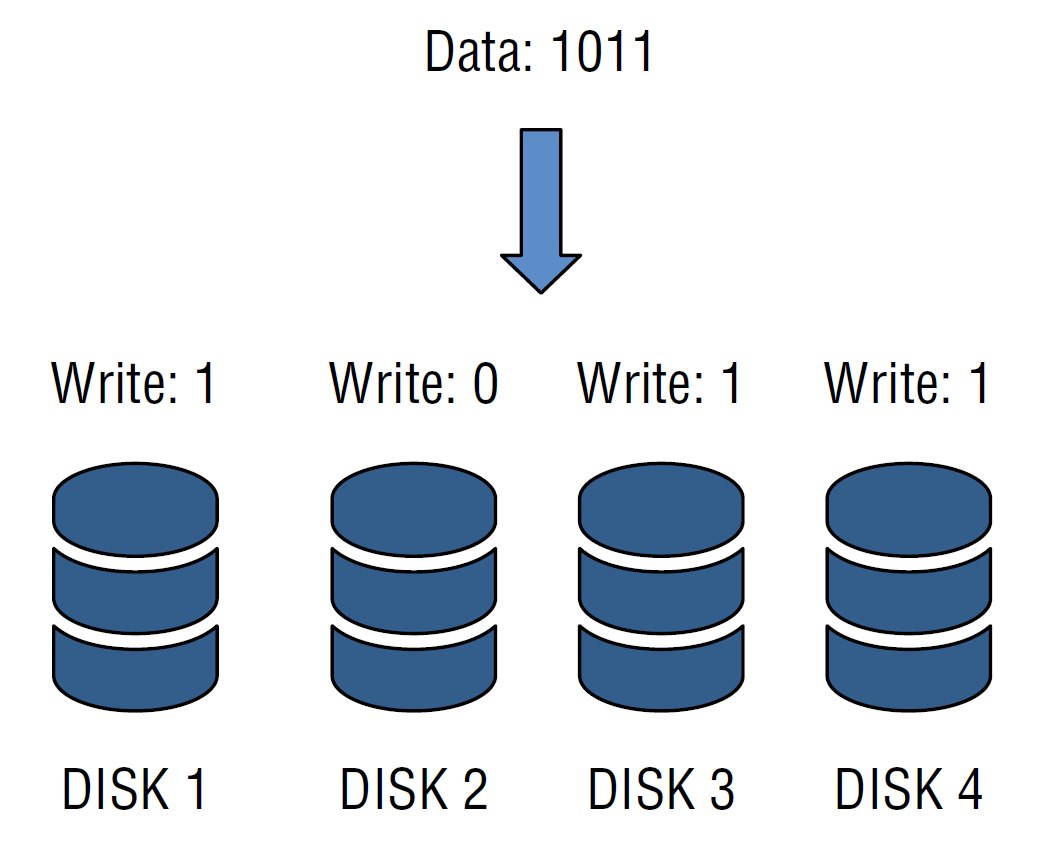 Data: 1011
Write: 1 Write: 0 Write: 1 Write: 1
DISK 1 DISK 2 DISK 3 DISK 4